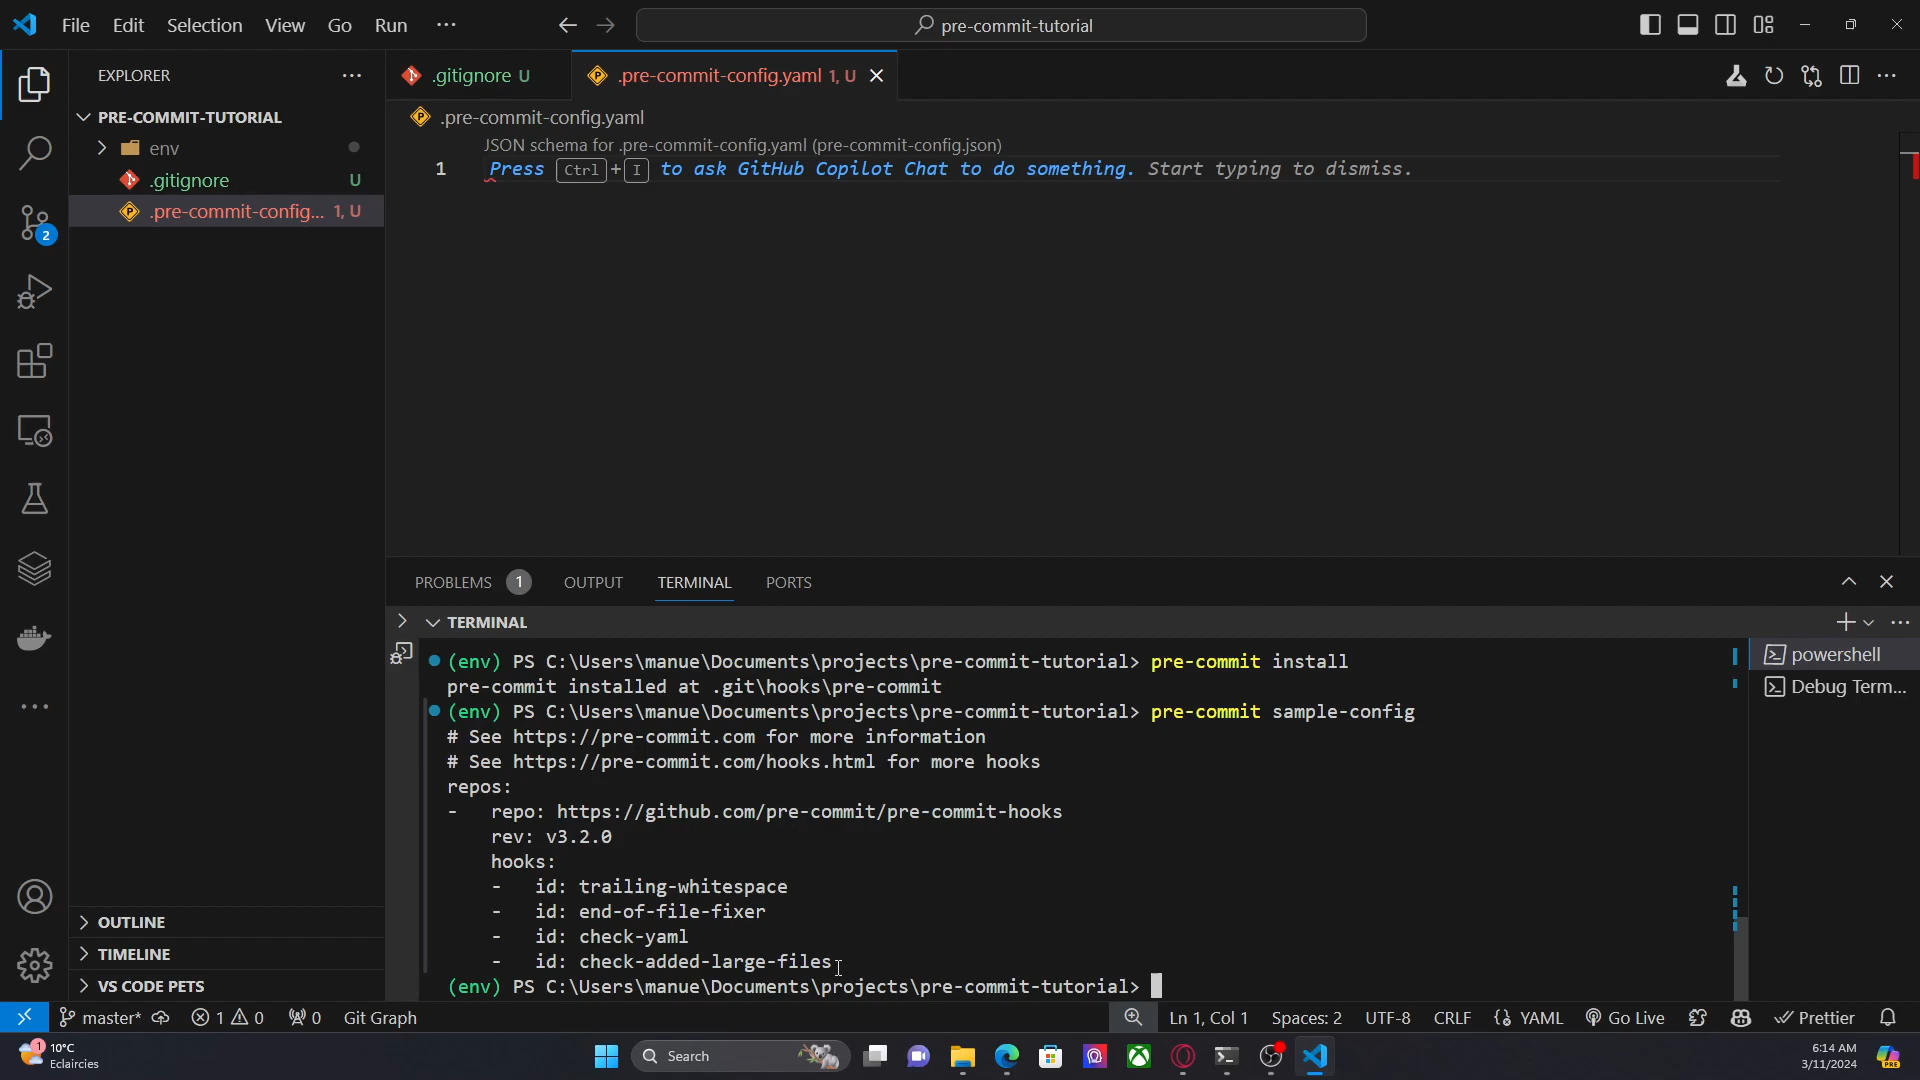 File Edit Selection View Go Run ···
pre-commit-tutorial
EXPLORER
PRE-COMMIT-TUTORIAL
env
.gitignore U
.pre-commit-config... 1, U
2
OUTLINE
TIMELINE
VS CODE PETS
.gitignore U
.pre-commit-config.yaml 1, U
.pre-commit-config.yaml
JSON schema for .pre-commit-config.yaml (pre-commit-config.json)
1 Press Ctrl + I to ask GitHub Copilot Chat to do something. Start typing to dismiss.
PROBLEMS 1 OUTPUT TERMINAL PORTS
TERMINAL
(env) PS C:\Users\manue\Documents\projects\pre-commit-tutorial> pre-commit install
pre-commit installed at .git\hooks\pre-commit
(env) PS C:\Users\manue\Documents\projects\pre-commit-tutorial> pre-commit sample-config
# See https://pre-commit.com for more information
# See https://pre-commit.com/hooks.html for more hooks
repos:
-   repo: https://github.com/pre-commit/pre-commit-hooks
    rev: v3.2.0
    hooks:
    -   id: trailing-whitespace
    -   id: end-of-file-fixer
    -   id: check-yaml
    -   id: check-added-large-files
(env) PS C:\Users\manue\Documents\projects\pre-commit-tutorial>
powershell
Debug Term...
master* 1 0 0 Git Graph Ln 1, Col 1 Spaces: 2 UTF-8 CRLF YAML Go Live Prettier
1
10°C
Eclaircies
Search
6:14 AM
3/11/2024
PRE